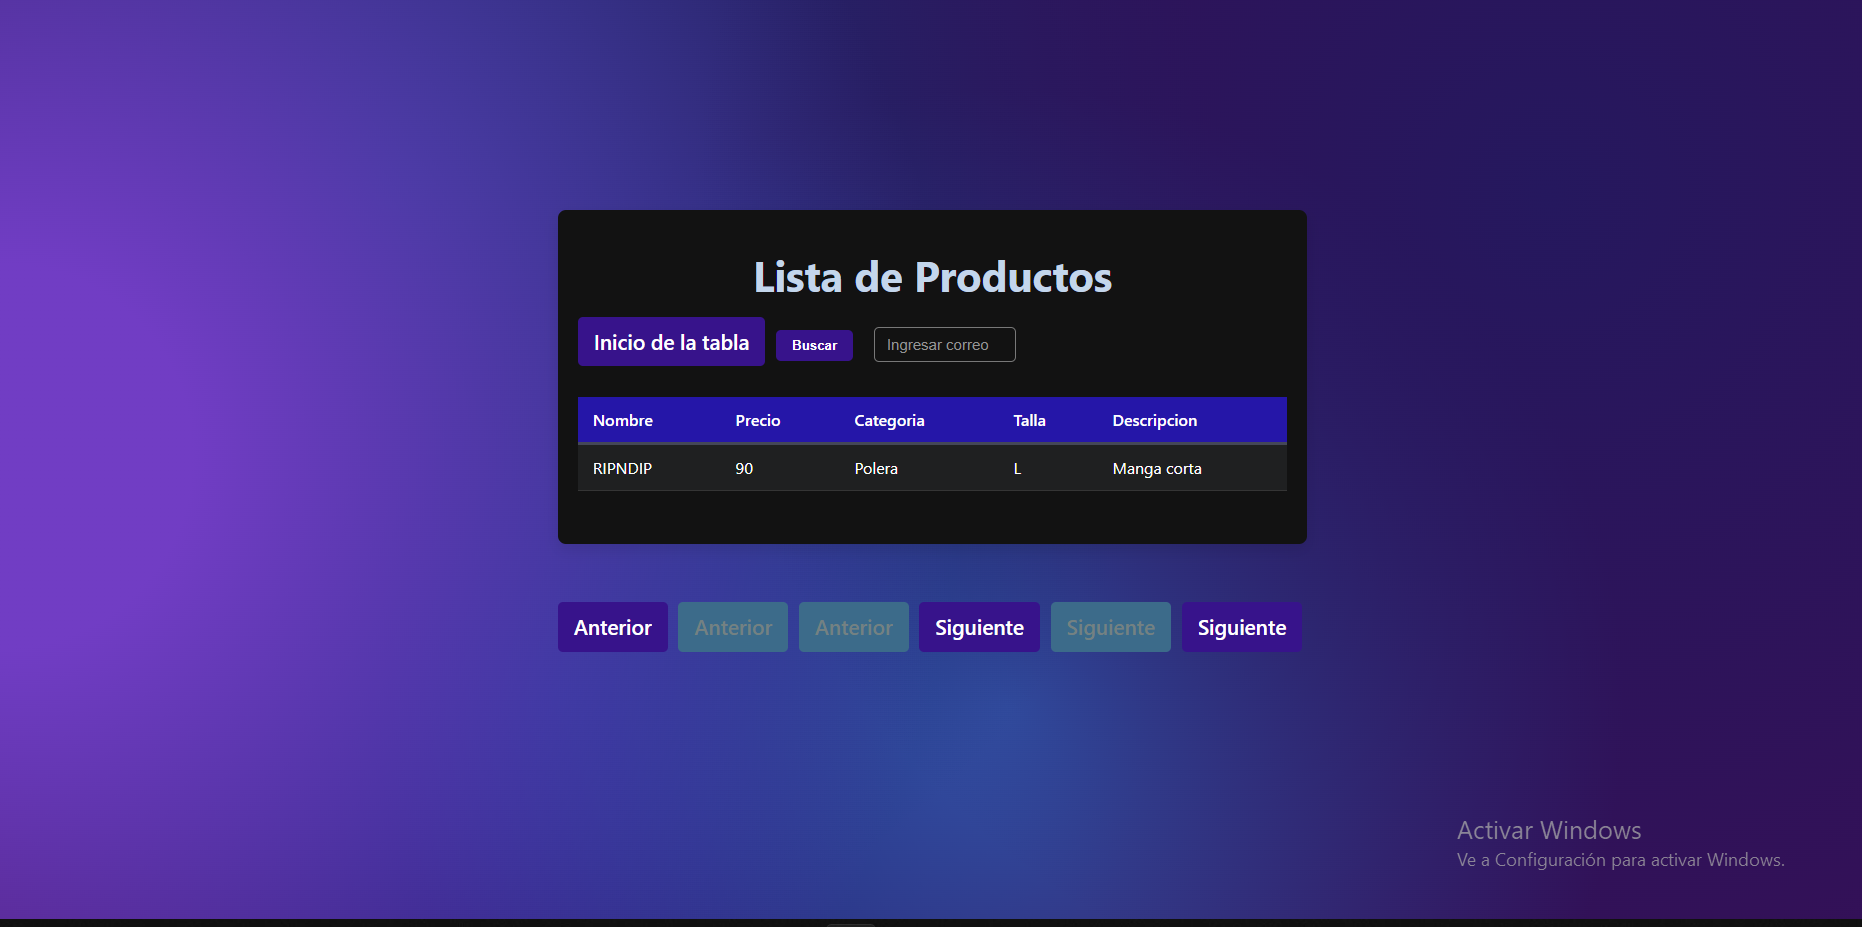 Lista de Productos
Inicio de la tabla Buscar Ingresar correo
Nombre Precio Categoria Talla Descripcion
RIPNDIP 90 Polera L Manga corta
Anterior Anterior Anterior Siguiente Siguiente Siguiente
Activar Windows
Ve a Configuración para activar Windows.